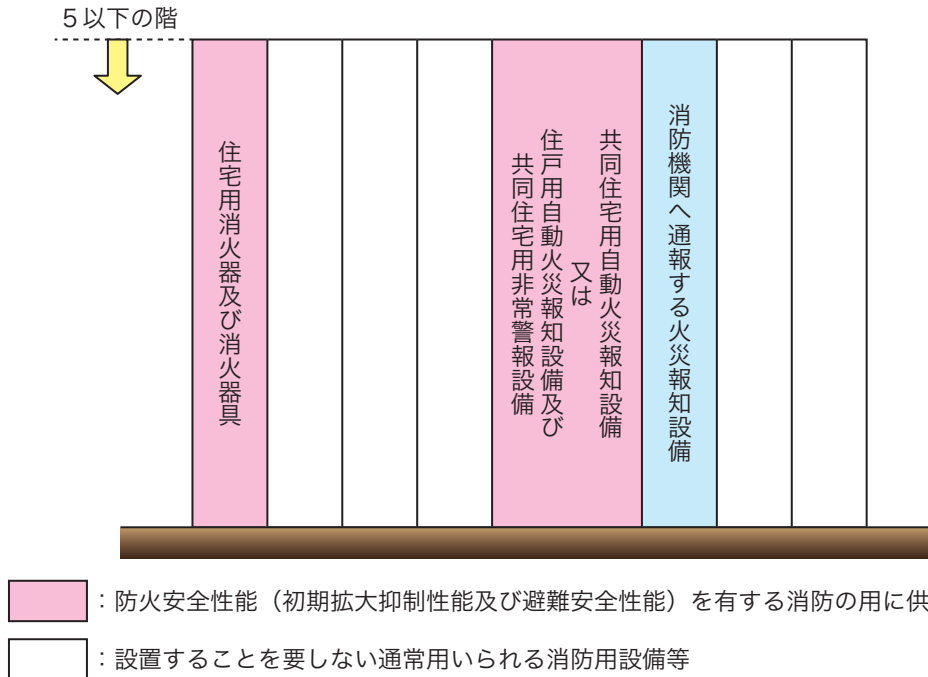 5以下の階
住宅用消火器及び消火器具
共同住宅用自動火災報知設備
又は
住戸用自動火災報知設備及び
共同住宅用非常警報設備
消防機関へ通報する火災報知設備
：防火安全性能（初期拡大抑制性能及び避難安全性能）を有する消防の用に供
：設置することを要しない通常用いられる消防用設備等